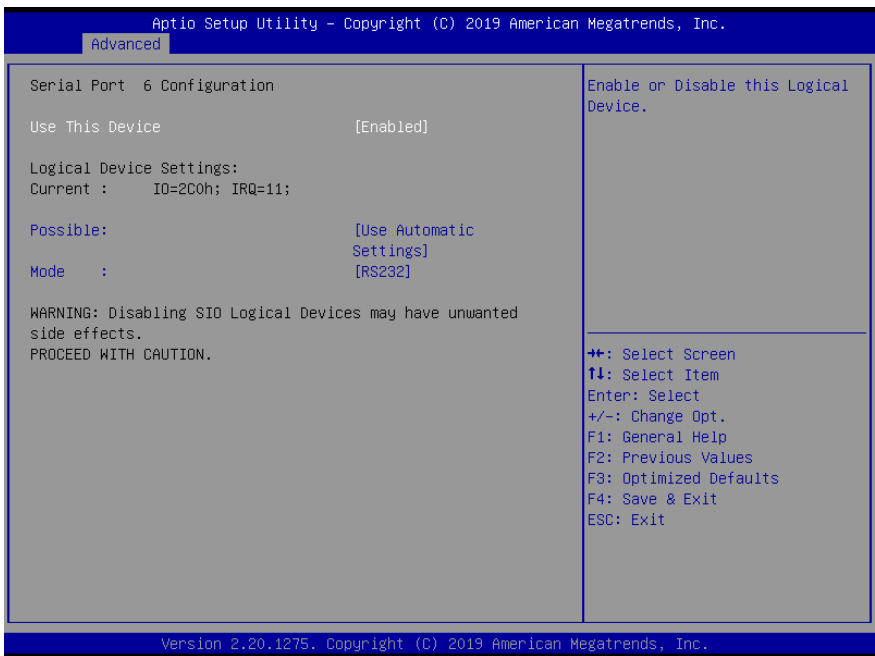 Aptio Setup Utility – Copyright (C) 2019 American Megatrends, Inc.
Advanced
Serial Port  6 Configuration
Use This Device [Enabled]
Logical Device Settings:
Current : IO=2C0h; IRQ=11;
Possible: [Use Automatic
Settings]
Mode : [RS232]
WARNING: Disabling SIO Logical Devices may have unwanted
side effects.
PROCEED WITH CAUTION.
Enable or Disable this Logical
Device.
→←: Select Screen
↑↓: Select Item
Enter: Select
+/-: Change Opt.
F1: General Help
F2: Previous Values
F3: Optimized Defaults
F4: Save & Exit
ESC: Exit
Version 2.20.1275. Copyright (C) 2019 American Megatrends, Inc.